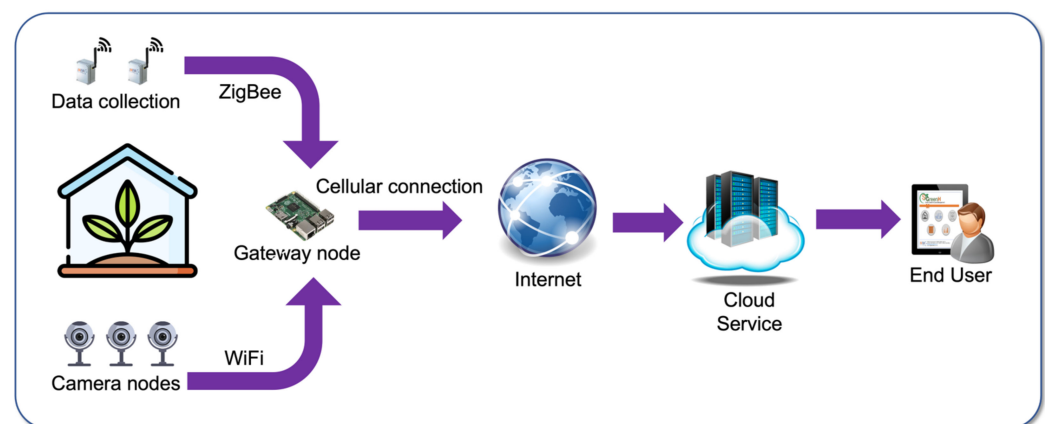 Data collection
ZigBee
Cellular connection
Gateway node
Internet
Cloud
Service
End User
WiFi
Camera nodes